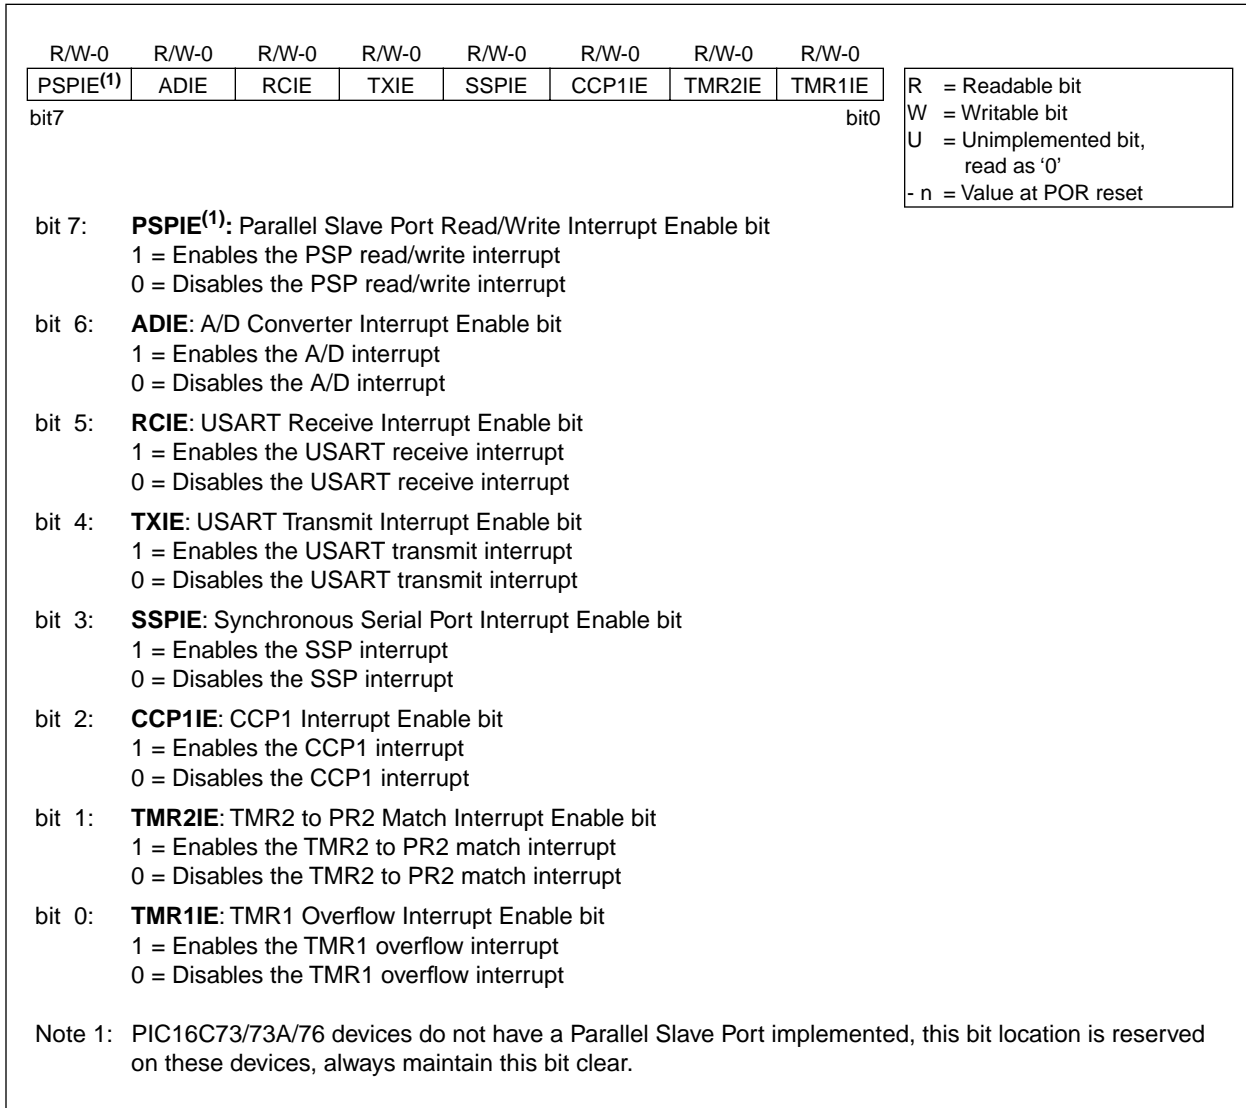 R/W-0 R/W-0 R/W-0 R/W-0 R/W-0 R/W-0 R/W-0 R/W-0
PSPIE(1) ADIE RCIE TXIE SSPIE CCP1IE TMR2IE TMR1IE
bit7 bit0
R = Readable bit
W = Writable bit
U = Unimplemented bit,
read as ‘0’
- n = Value at POR reset
bit 7: PSPIE(1): Parallel Slave Port Read/Write Interrupt Enable bit
1 = Enables the PSP read/write interrupt
0 = Disables the PSP read/write interrupt
bit 6: ADIE: A/D Converter Interrupt Enable bit
1 = Enables the A/D interrupt
0 = Disables the A/D interrupt
bit 5: RCIE: USART Receive Interrupt Enable bit
1 = Enables the USART receive interrupt
0 = Disables the USART receive interrupt
bit 4: TXIE: USART Transmit Interrupt Enable bit
1 = Enables the USART transmit interrupt
0 = Disables the USART transmit interrupt
bit 3: SSPIE: Synchronous Serial Port Interrupt Enable bit
1 = Enables the SSP interrupt
0 = Disables the SSP interrupt
bit 2: CCP1IE: CCP1 Interrupt Enable bit
1 = Enables the CCP1 interrupt
0 = Disables the CCP1 interrupt
bit 1: TMR2IE: TMR2 to PR2 Match Interrupt Enable bit
1 = Enables the TMR2 to PR2 match interrupt
0 = Disables the TMR2 to PR2 match interrupt
bit 0: TMR1IE: TMR1 Overflow Interrupt Enable bit
1 = Enables the TMR1 overflow interrupt
0 = Disables the TMR1 overflow interrupt
Note 1: PIC16C73/73A/76 devices do not have a Parallel Slave Port implemented, this bit location is reserved
on these devices, always maintain this bit clear.